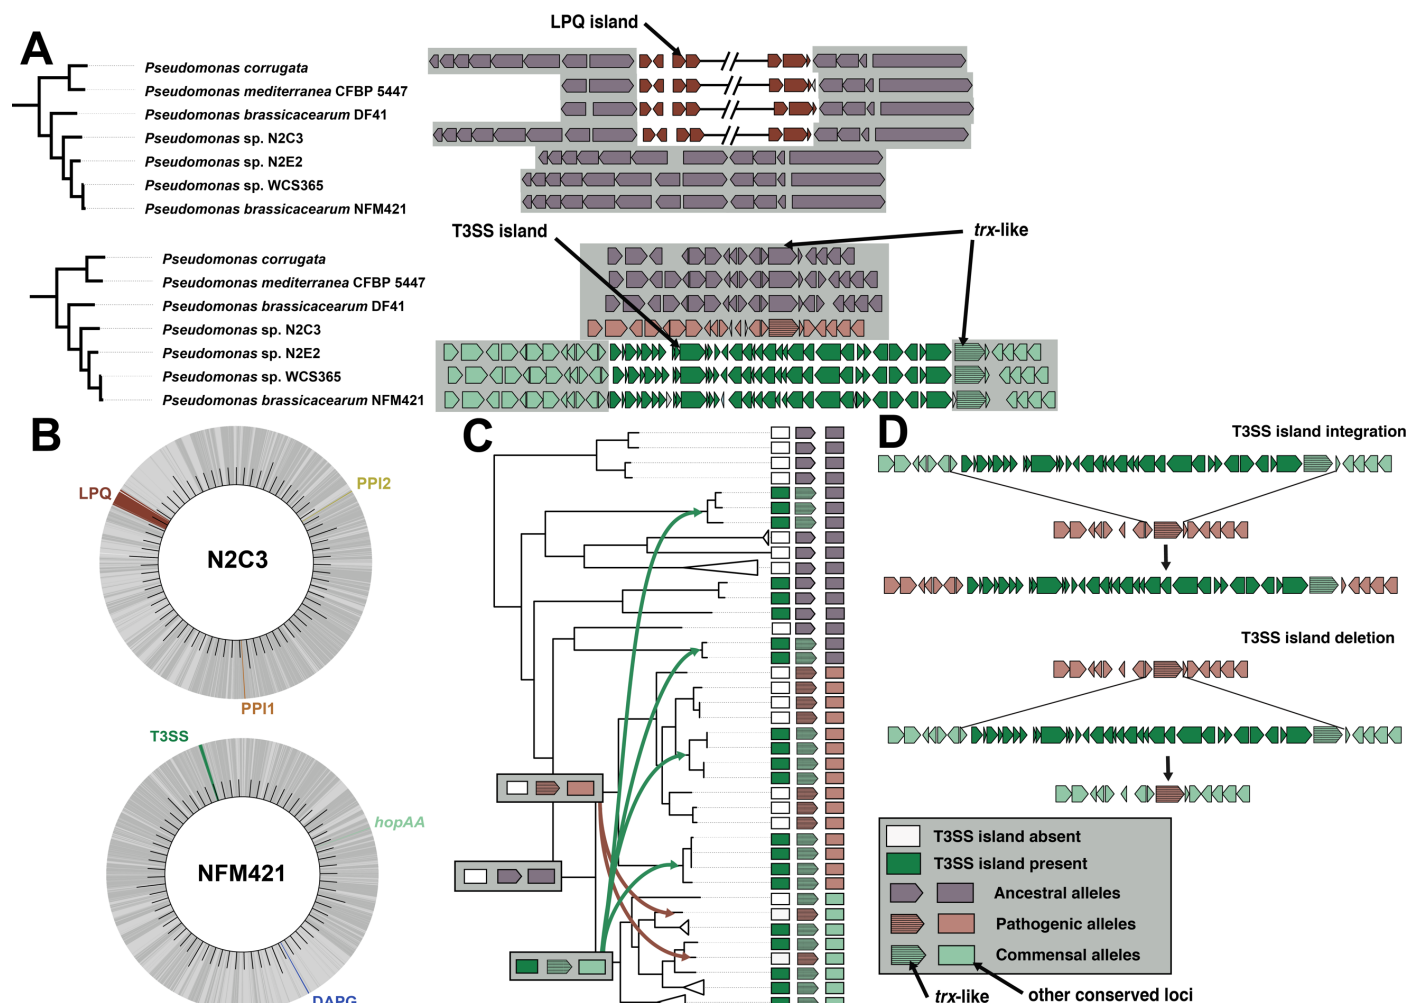 A
LPQ island
Pseudomonas corrugata
Pseudomonas mediterranea CFBP 5447
Pseudomonas brassicacearum DF41
Pseudomonas sp. N2C3
Pseudomonas sp. N2E2
Pseudomonas sp. WCS365
Pseudomonas brassicacearum NFM421
T3SS island
trx-like
Pseudomonas corrugata
Pseudomonas mediterranea CFBP 5447
Pseudomonas brassicacearum DF41
Pseudomonas sp. N2C3
Pseudomonas sp. N2E2
Pseudomonas sp. WCS365
Pseudomonas brassicacearum NFM421
B
LPQ
PPI2
N2C3
PPI1
T3SS
hopAA
NFM421
DAPG
C
D
T3SS island integration
T3SS island deletion
T3SS island absent
T3SS island present
Ancestral alleles
Pathogenic alleles
Commensal alleles
trx-like
other conserved loci